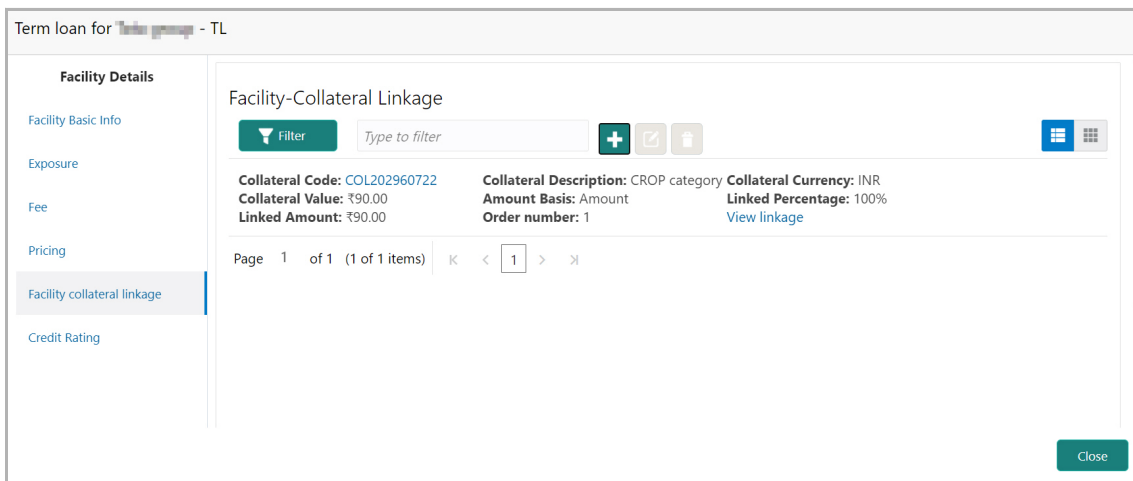 Term loan for - TL
Facility Details
Facility Basic Info
Exposure
Fee
Pricing
Facility collateral linkage
Credit Rating
Facility-Collateral Linkage
Filter
Type to filter
Collateral Code: COL202960722 Collateral Description: CROP category Collateral Currency: INR
Collateral Value: ₹90.00 Amount Basis: Amount Linked Percentage: 100%
Linked Amount: ₹90.00 Order number: 1 View linkage
Page 1 of 1 (1 of 1 items) 1
Close